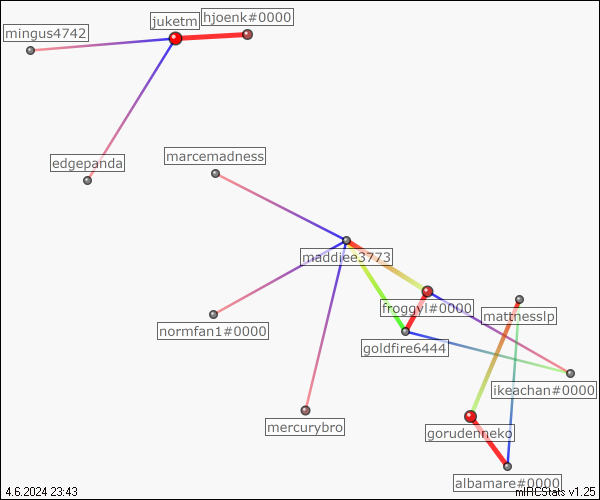 hjoenk#0000
juketm
mingus4742
edgepanda
marcemadness
maddiee3773
froggyl#0000
mattnesslp
normfan1#0000
goldfire6444
ikeachan#0000
mercurybro
gorudenneko
albamare#0000
4.6.2024 23:43
mIRCStats v1.25